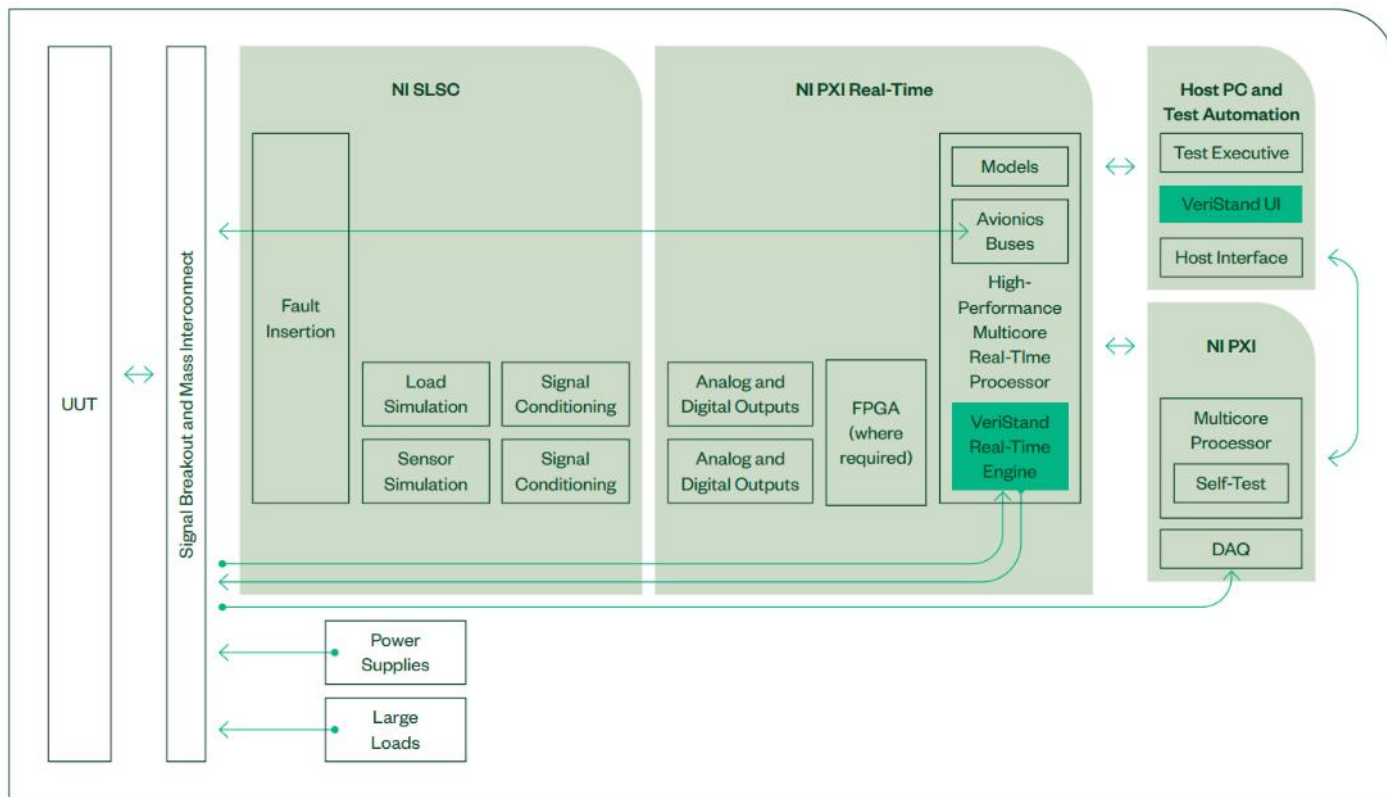 UUT
Signal Breakout and Mass Interconnect
NI SLSC
Fault
Insertion
Load
Simulation
Signal
Conditioning
Sensor
Simulation
Signal
Conditioning
NI PXI Real-Time
Analog and
Digital Outputs
Analog and
Digital Outputs
FPGA
(where
required)
Models
Avionics
Buses
High-
Performance
Multicore
Real-TIme
Processor
VeriStand
Real-Time
Engine
Host PC and
Test Automation
Test Executive
VeriStand UI
Host Interface
NI PXI
Multicore
Processor
Self-Test
DAQ
Power
Supplies
Large
Loads